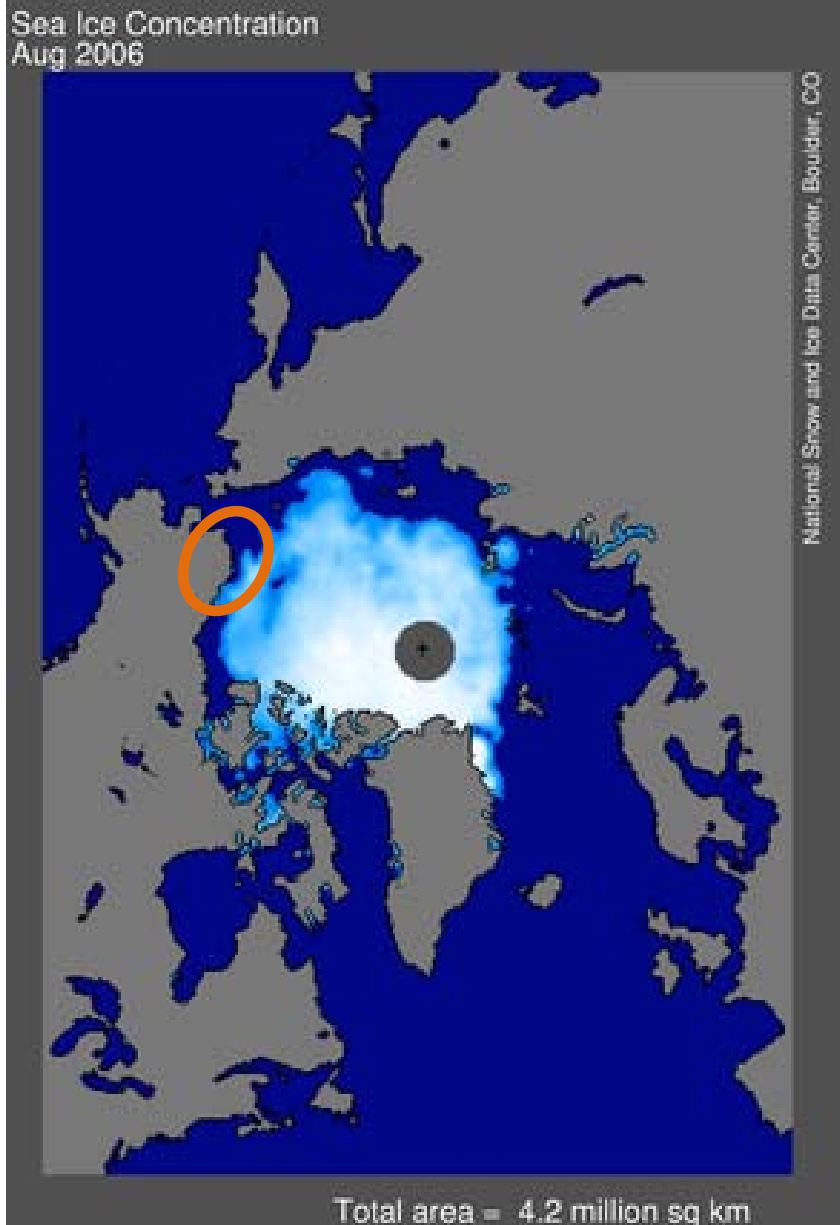 Sea Ice Concentration
Aug 2006
National Snow and Ice Data Center, Boulder, CO
Total area = 4.2 million sq km